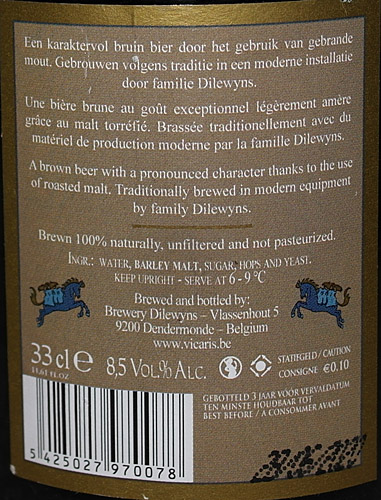 Een karaktervol bruin bier door het gebruik van gebrande
mout. Gebrouwen volgens traditie in een moderne installatie
door familie Dilewyns.
Une bière brune au goût exceptionnel légèrement amère
grâce au malt torréfié. Brassée traditionellement avec du
matériel de production moderne par la famille Dilewyns.
A brown beer with a pronounced character thanks to the use
of roasted malt. Traditionally brewed in modern equipment
by family Dilewyns.
Brewn 100% naturally, unfiltered and not pasteurized.
INGR.: WATER, BARLEY MALT, SUGAR, HOPS AND YEAST.
KEEP UPRIGHT - SERVE AT 6 - 9 °C
Brewed and bottled by:
Brewery Dilewyns – Vlassenhout 5
9200 Dendermonde – Belgium
www.vicaris.be
33 cl e 8,5 VOL.% ALC.
11.61 FL.OZ
STATIEGELD / CAUTION
CONSIGNE €0.10
GEBOTTELD 3 JAAR VÓÓR VERVALDATUM
TEN MINSTE HOUDBAAR TOT
BEST BEFORE / A CONSOMMER AVANT
5 425027 970078